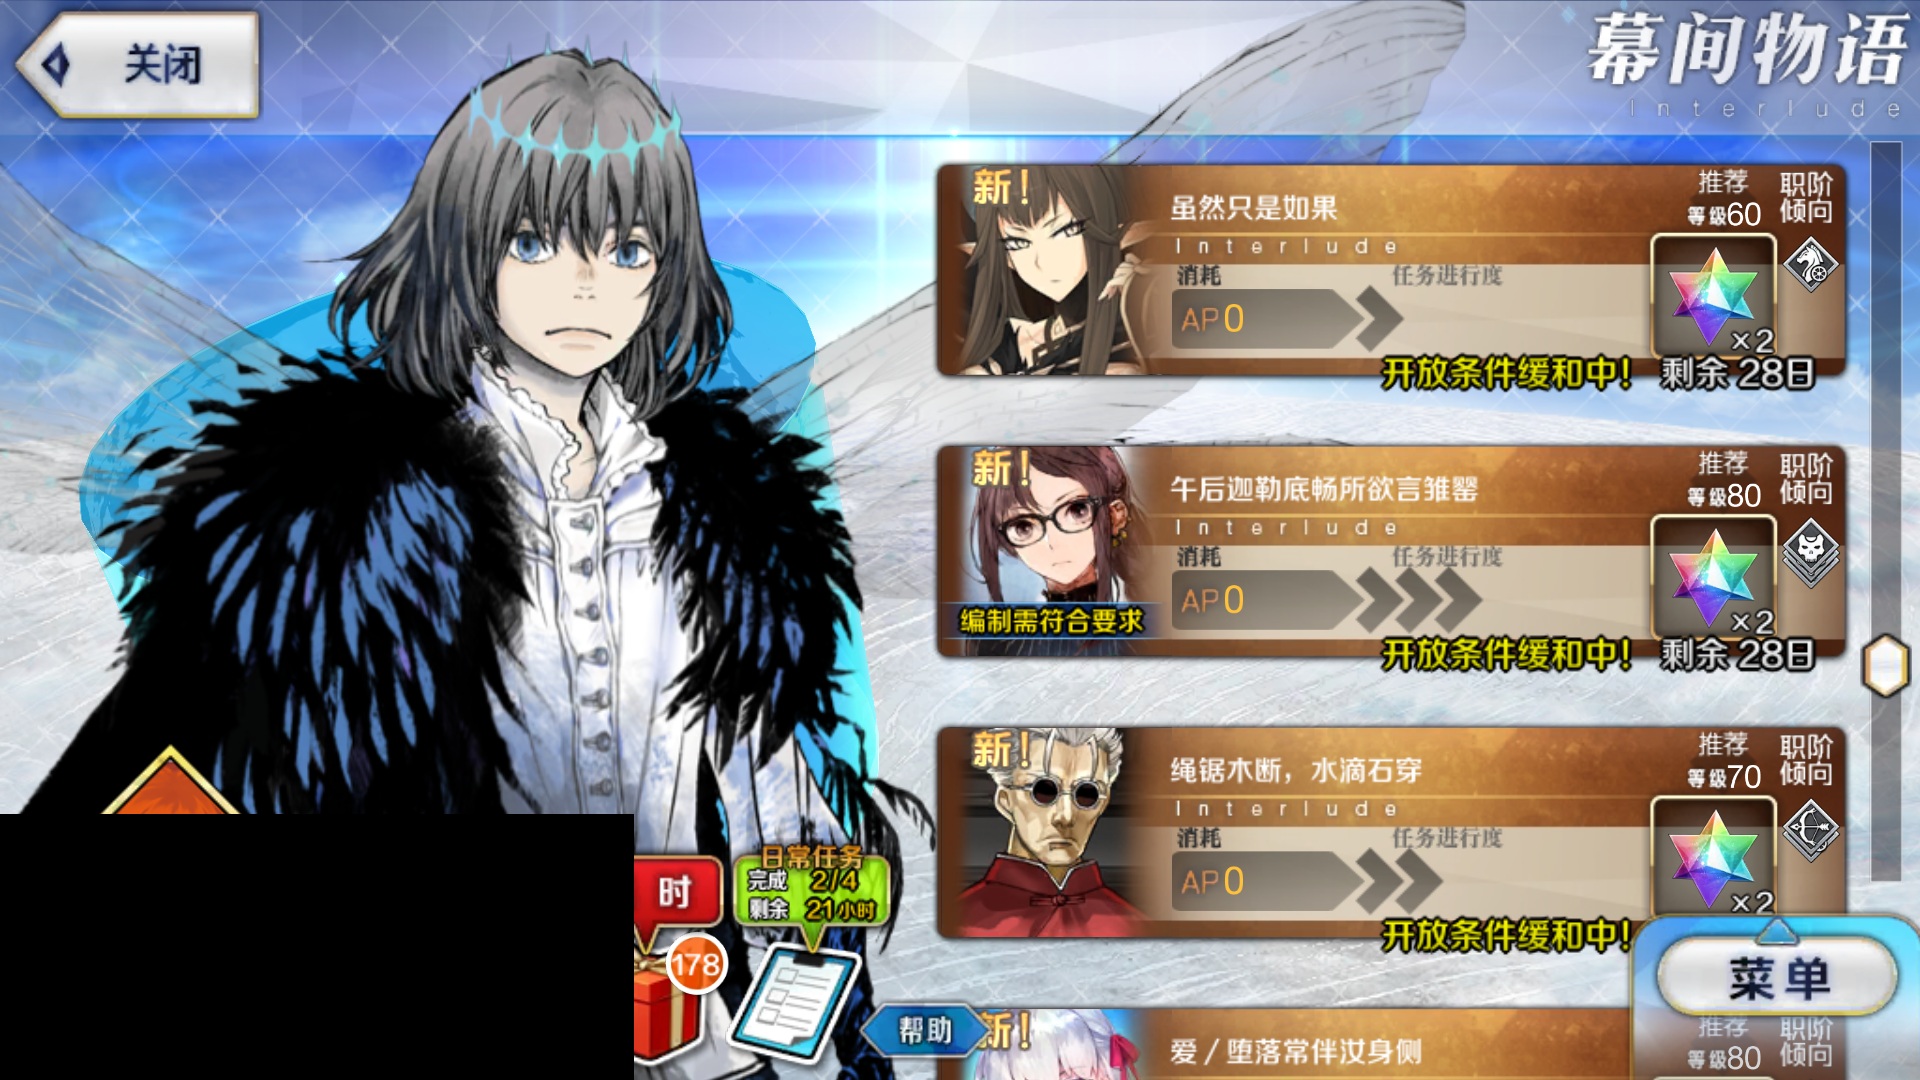 关闭
幕间物语
Interlude
新!
虽然只是如果
Interlude
推荐
等级60
职阶
倾向
消耗
任务进行度
AP0
×2
开放条件缓和中!
剩余 28日
新!
午后迦勒底畅所欲言雏罂
Interlude
推荐
等级80
职阶
倾向
消耗
任务进行度
AP0
编制需符合要求
×2
开放条件缓和中!
剩余 28日
新!
绳锯木断，水滴石穿
Interlude
推荐
等级70
职阶
倾向
消耗
任务进行度
AP0
×2
开放条件缓和中!
时
日常任务
完成 2/4
剩余 21小时
178
帮助
菜单
新!
爱/堕落常伴汝身侧
推荐
等级80
职阶
倾向